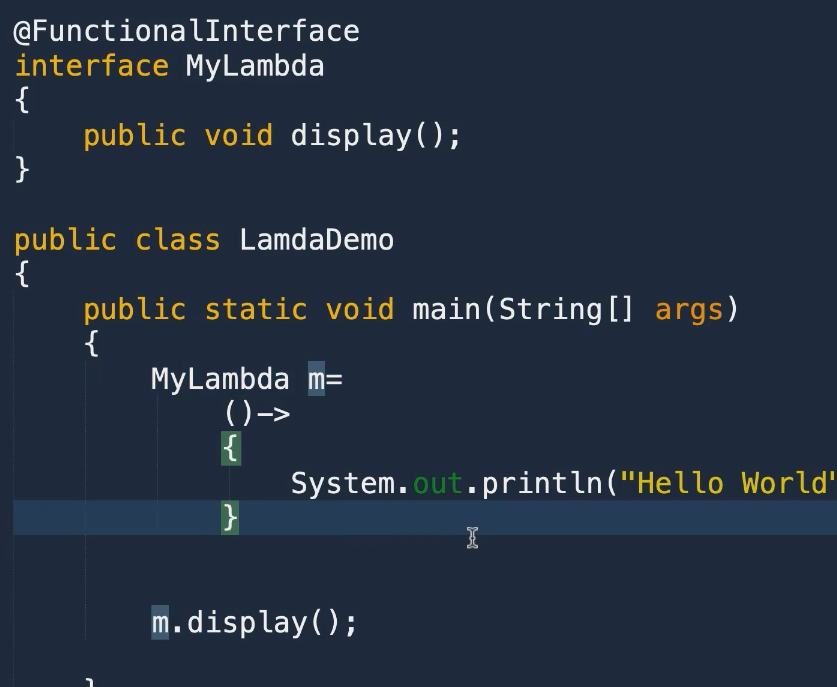 @FunctionalInterface
interface MyLambda
{
    public void display();
}
public class LamdaDemo
{
    public static void main(String[] args)
    {
        MyLambda m=
            ()->
            {
                System.out.println("Hello World"
            }
        m.display();
    }